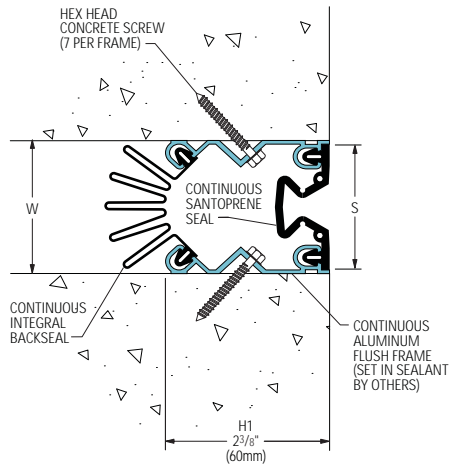 HEX HEAD
CONCRETE SCREW
(7 PER FRAME)
W
CONTINUOUS
SANTOPRENE
SEAL
S
CONTINUOUS
INTEGRAL
BACKSEAL
CONTINUOUS
ALUMINUM
FLUSH FRAME
(SET IN SEALANT
BY OTHERS)
H1
2³/₈"
(60mm)